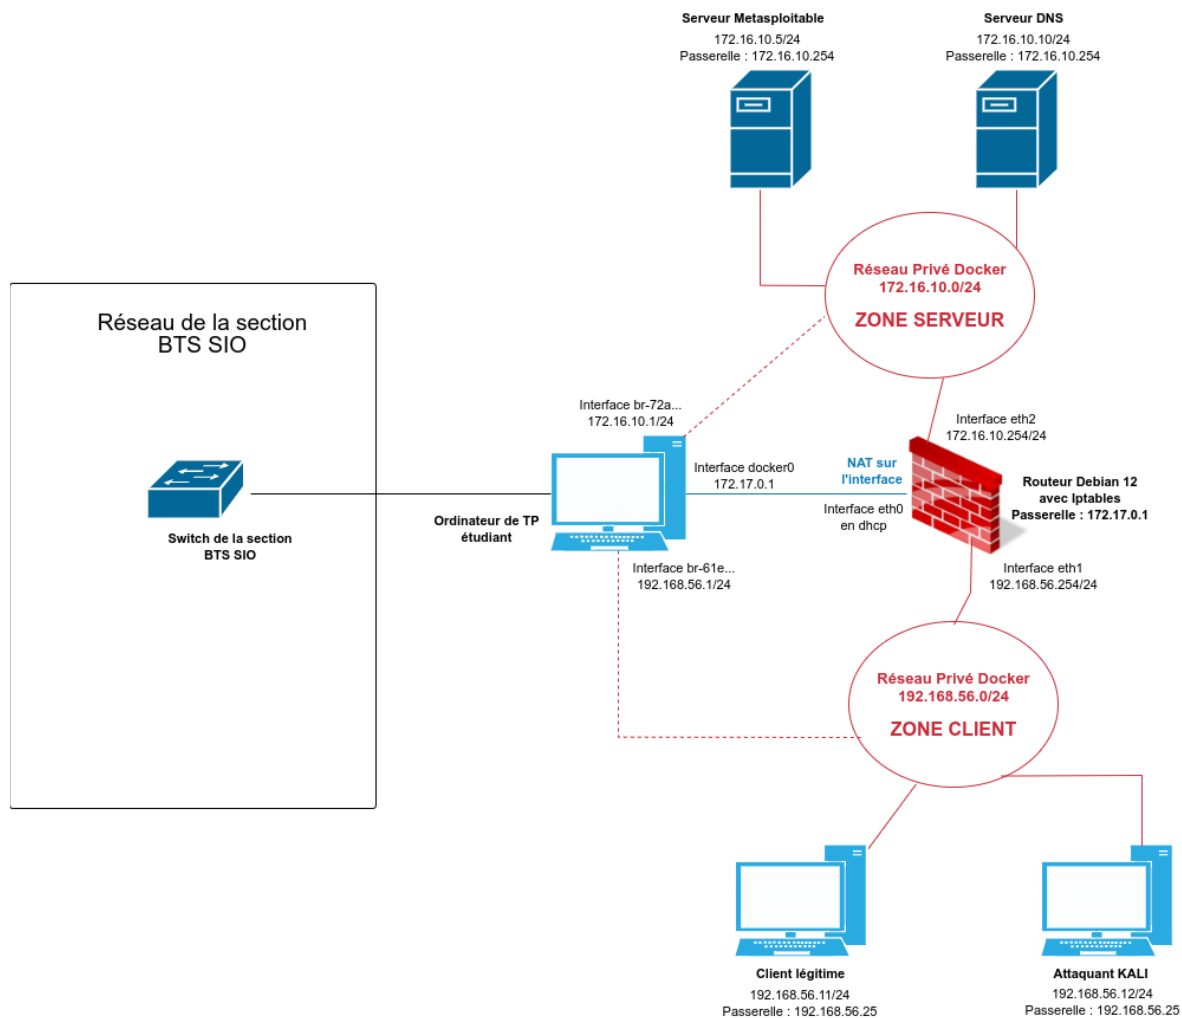 Serveur Metasploitable
172.16.10.5/24
Passerelle : 172.16.10.254
Serveur DNS
172.16.10.10/24
Passerelle : 172.16.10.254
Réseau Privé Docker
172.16.10.0/24
ZONE SERVEUR
Réseau de la section
BTS SIO
Switch de la section
BTS SIO
Interface br-72a...
172.16.10.1/24
Ordinateur de TP
étudiant
Interface docker0
172.17.0.1
NAT sur
l'interface
Interface eth0
en dhcp
Interface eth2
172.16.10.254/24
Routeur Debian 12
avec Iptables
Passerelle : 172.17.0.1
Interface br-61e...
192.168.56.1/24
Interface eth1
192.168.56.254/24
Réseau Privé Docker
192.168.56.0/24
ZONE CLIENT
Client légitime
192.168.56.11/24
Passerelle : 192.168.56.25
Attaquant KALI
192.168.56.12/24
Passerelle : 192.168.56.25